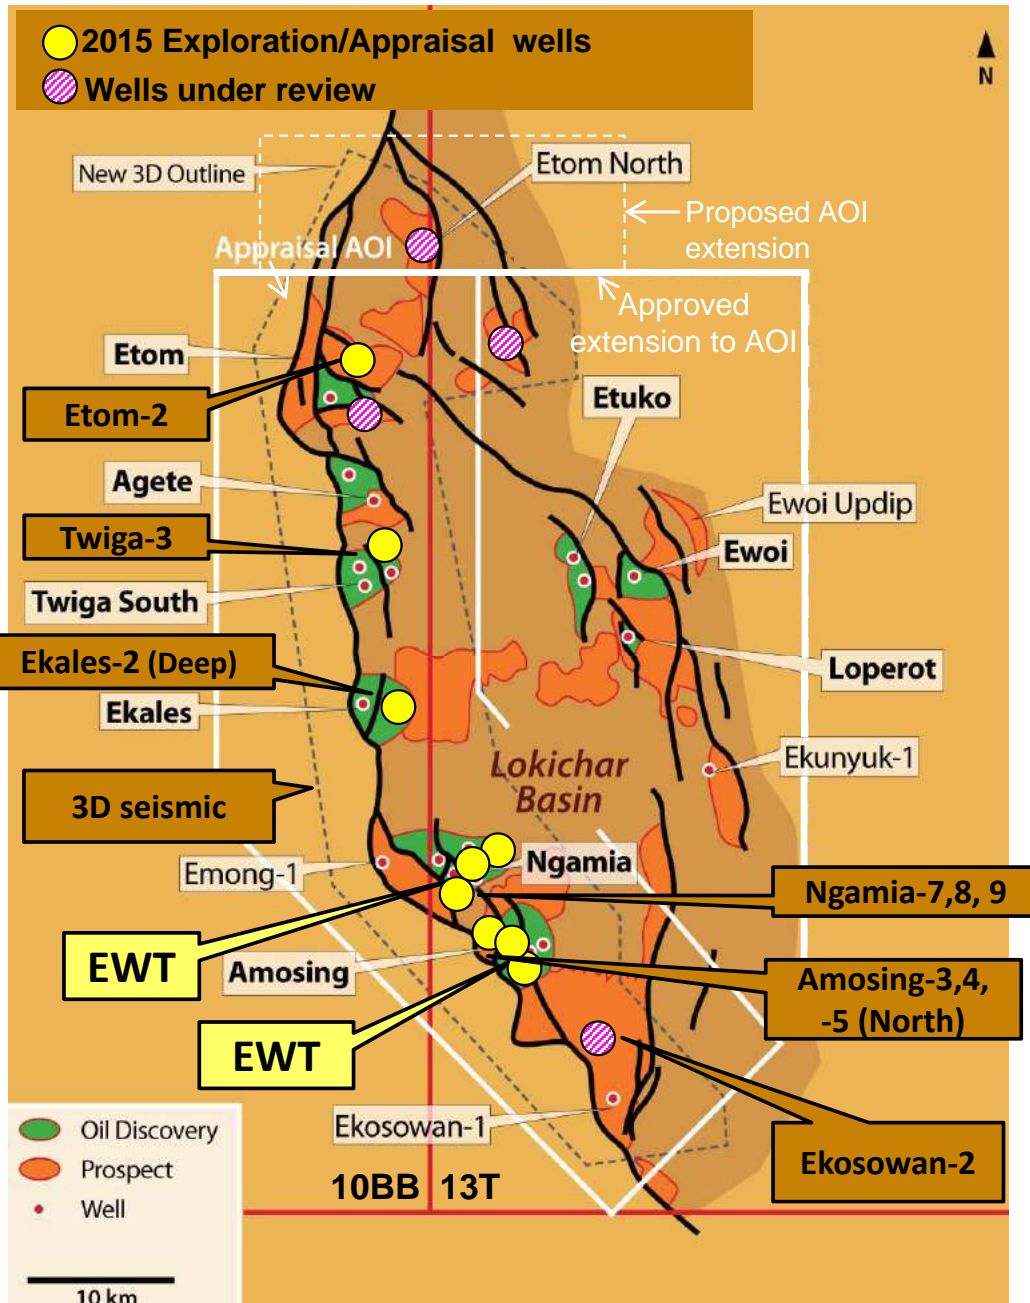 2015 Exploration/Appraisal wells
Wells under review
N
New 3D Outline
Etom North
Proposed AOI
extension
Appraisal AOI
Approved
extension to AOI
Etom
Etom-2
Etuko
Agete
Ewoi Updip
Twiga-3
Ewoi
Twiga South
Ekales-2 (Deep)
Loperot
Ekales
Ekunyuk-1
Lokichar
Basin
3D seismic
Emong-1
Ngamia
Ngamia-7,8, 9
EWT
Amosing
Amosing-3,4,
-5 (North)
EWT
Ekosowan-1
Ekosowan-2
10BB 13T
Oil Discovery
Prospect
Well
10 km